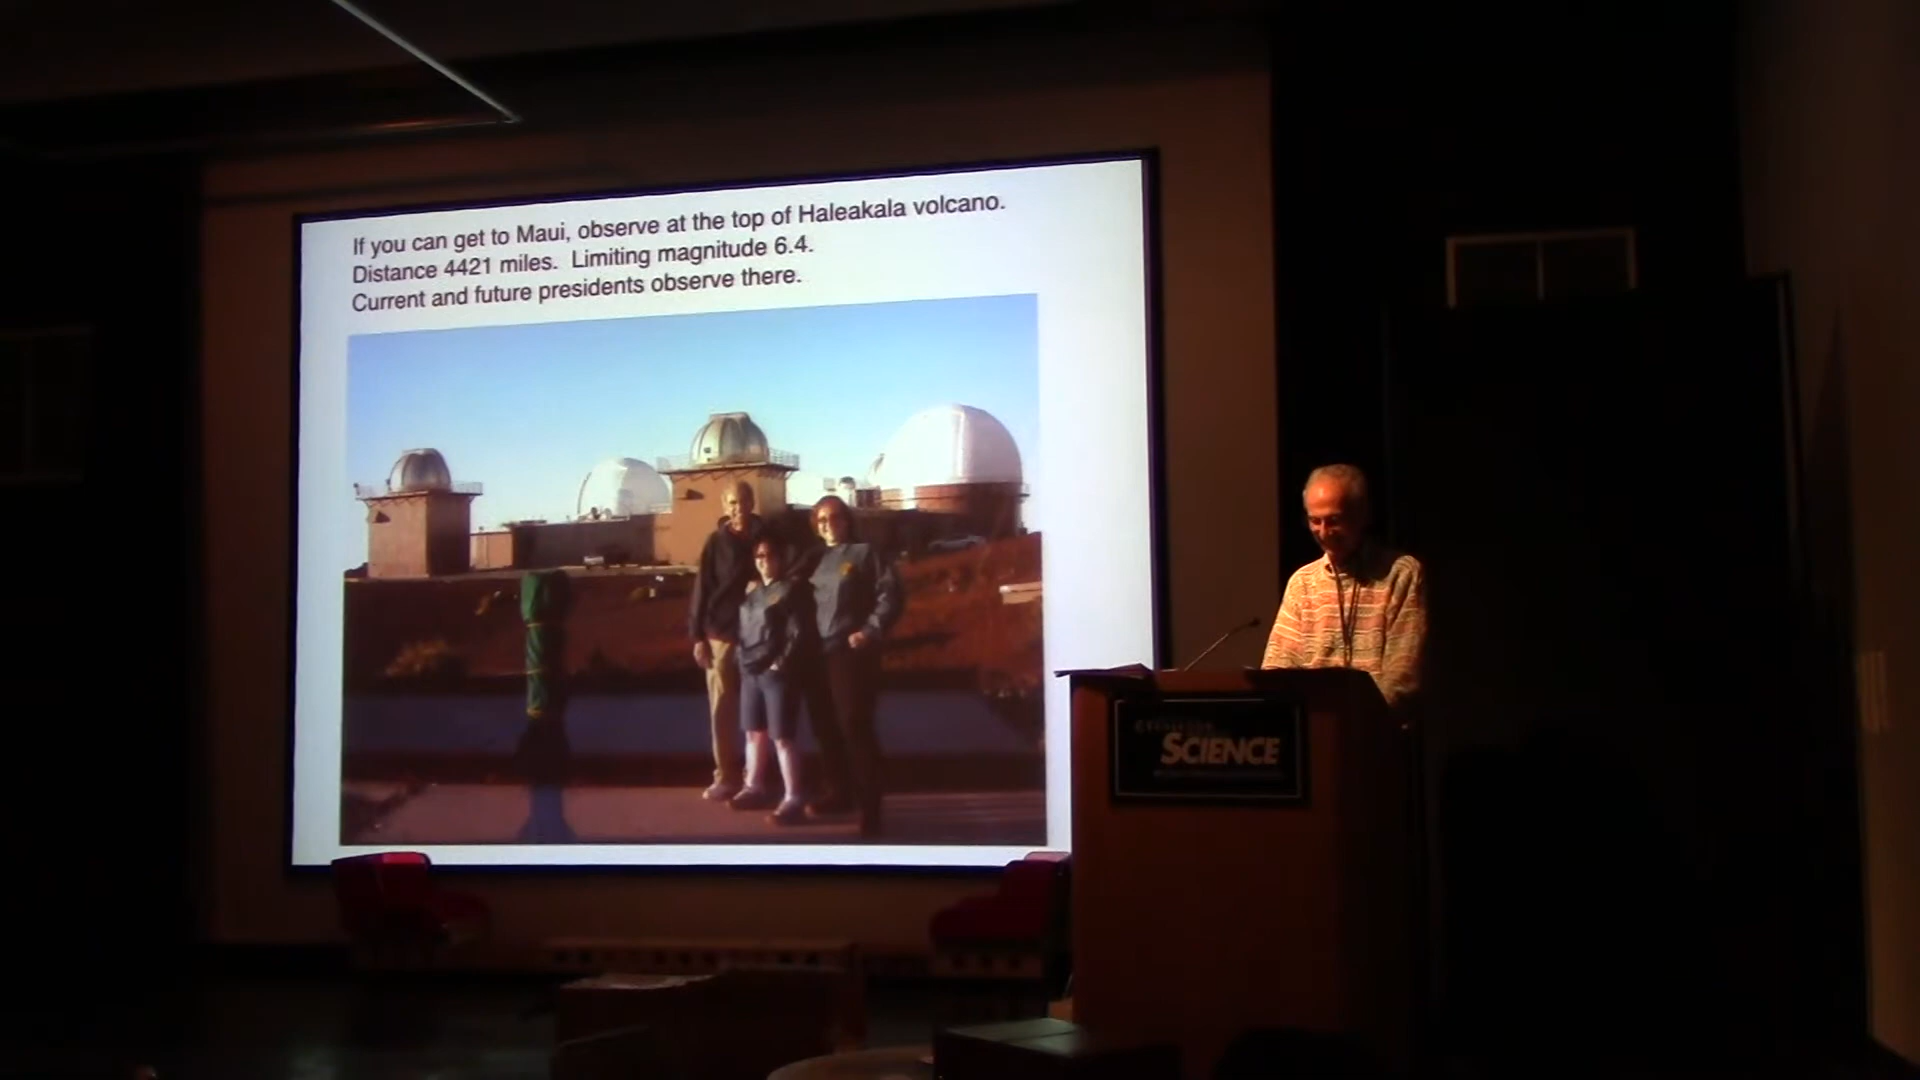 If you can get to Maui, observe at the top of Haleakala volcano.
Distance 4421 miles.  Limiting magnitude 6.4.
Current and future presidents observe there.
SCIENCE